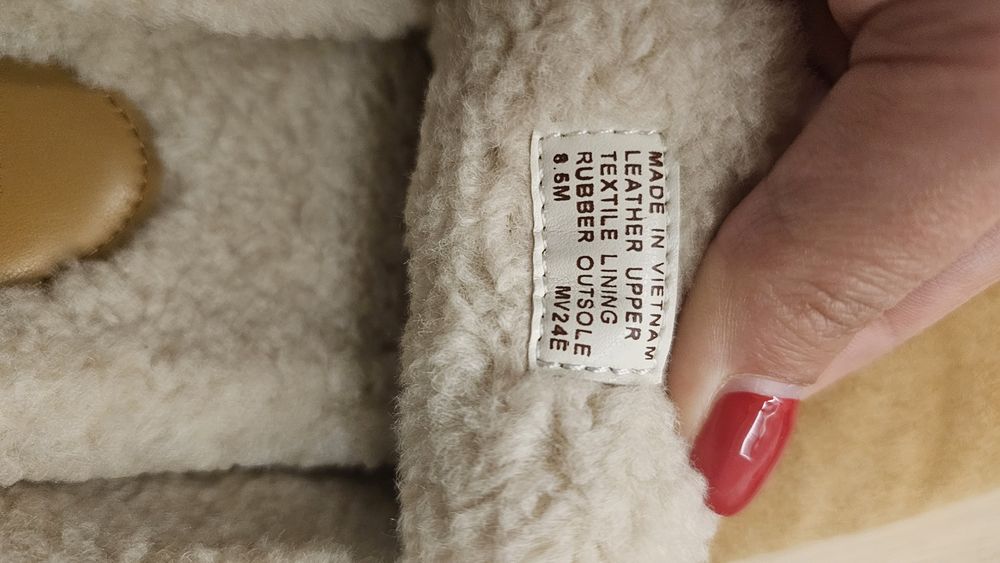 MADE IN VIETNAM
LEATHER UPPER
TEXTILE LINING
RUBBER OUTSOLE
8.5M MV24E